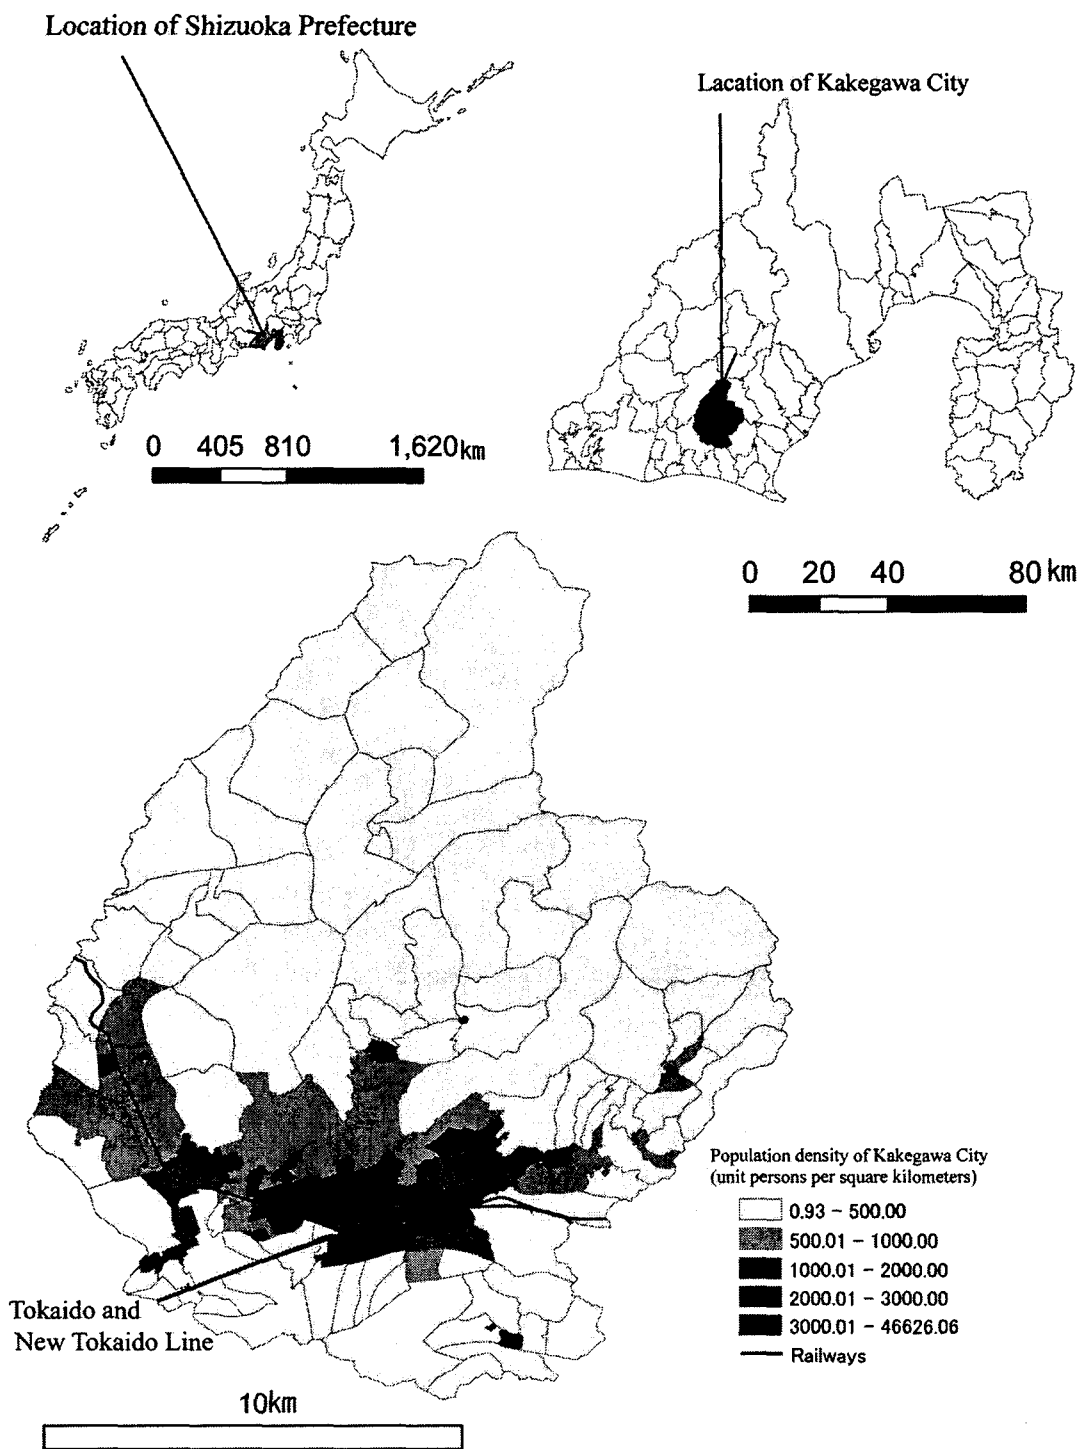 Location of Shizuoka Prefecture
Lacation of Kakegawa City
0 405 810 1,620km
0 20 40 80km
Population density of Kakegawa City
(unit persons per square kilometers)
0.93 - 500.00
500.01 - 1000.00
1000.01 - 2000.00
2000.01 - 3000.00
3000.01 - 46626.06
Railways
Tokaido and
New Tokaido Line
10km